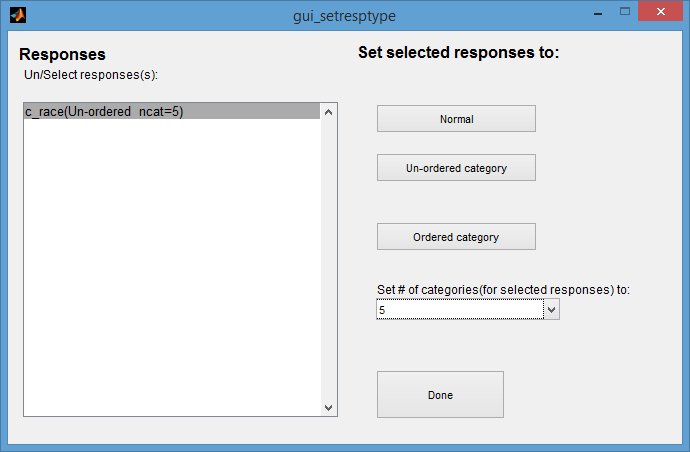 gui_setresptype
Responses
Un/Select responses(s):
c_race(Un-ordered ncat=5)
Set selected responses to:
Normal
Un-ordered category
Ordered category
Set # of categories(for selected responses) to:
5
Done